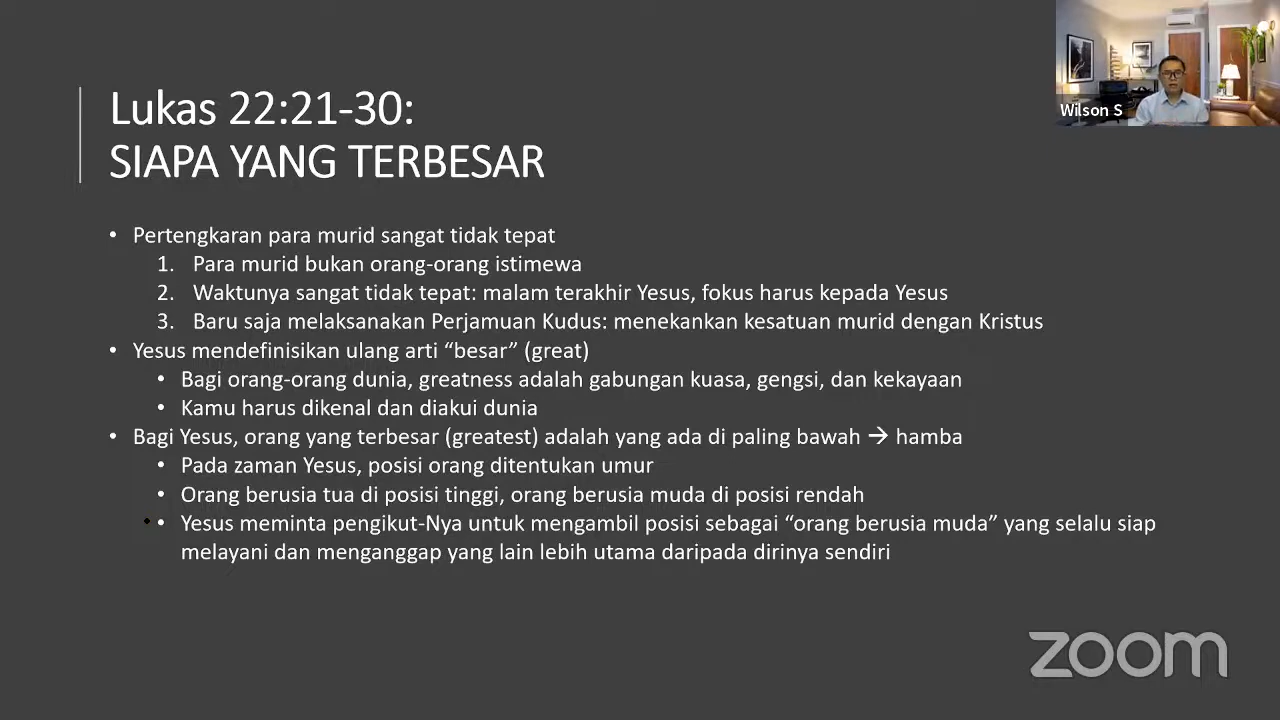 Lukas 22:21-30:
SIAPA YANG TERBESAR
• Pertengkaran para murid sangat tidak tepat
1. Para murid bukan orang-orang istimewa
2. Waktunya sangat tidak tepat: malam terakhir Yesus, fokus harus kepada Yesus
3. Baru saja melaksanakan Perjamuan Kudus: menekankan kesatuan murid dengan Kristus
• Yesus mendefinisikan ulang arti “besar” (great)
• Bagi orang-orang dunia, greatness adalah gabungan kuasa, gengsi, dan kekayaan
• Kamu harus dikenal dan diakui dunia
• Bagi Yesus, orang yang terbesar (greatest) adalah yang ada di paling bawah → hamba
• Pada zaman Yesus, posisi orang ditentukan umur
• Orang berusia tua di posisi tinggi, orang berusia muda di posisi rendah
• Yesus meminta pengikut-Nya untuk mengambil posisi sebagai “orang berusia muda” yang selalu siap
melayani dan menganggap yang lain lebih utama daripada dirinya sendiri
Wilson S
zoom